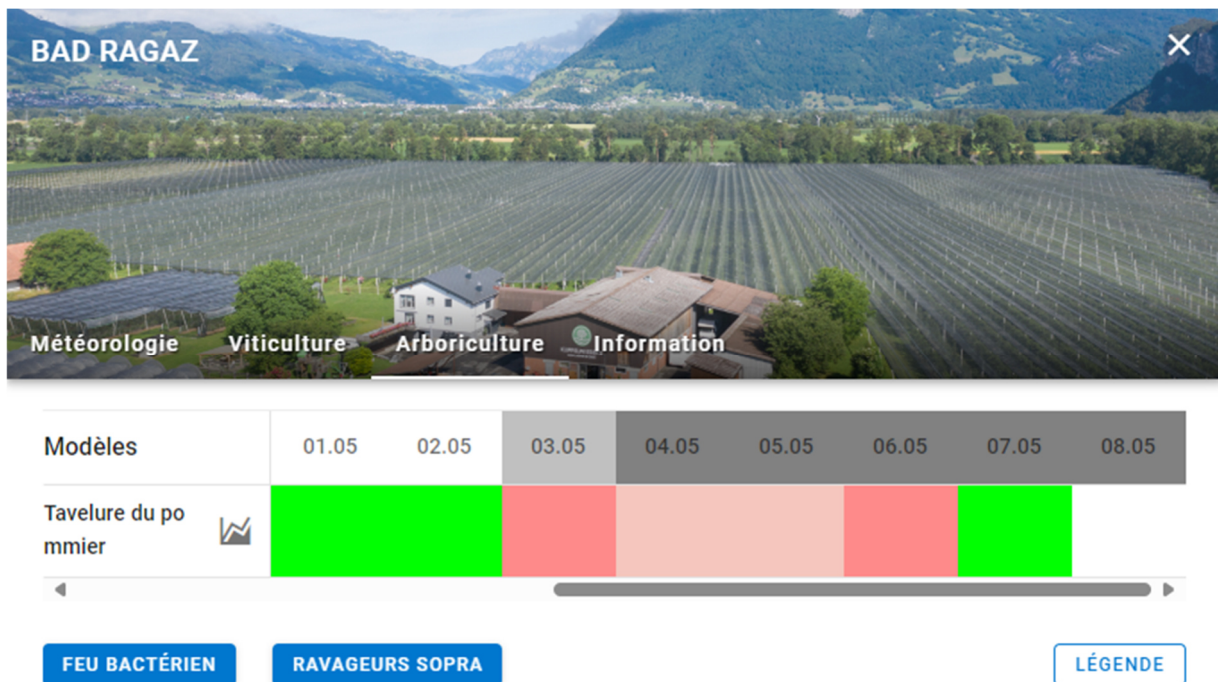 BAD RAGAZ
Météorologie Viticulture Arboriculture Information
Modèles 01.05 02.05 03.05 04.05 05.05 06.05 07.05 08.05
Tavelure du po
mmier
FEU BACTÉRIEN RAVAGEURS SOPRA LÉGENDE